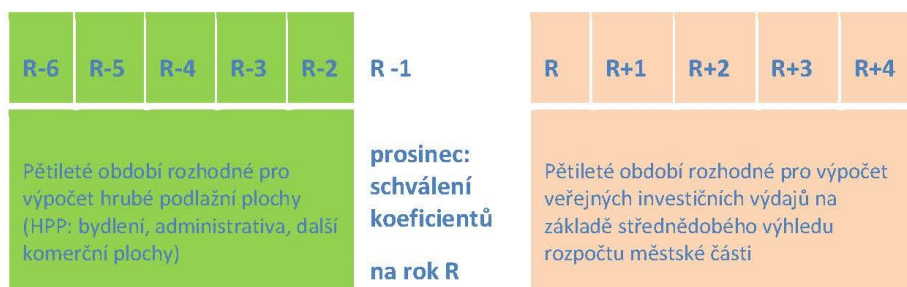 R-6 R-5 R-4 R-3 R-2 R -1 R R+1 R+2 R+3 R+4
Pětileté období rozhodné pro
výpočet hrubé podlažní plochy
(HPP: bydlení, administrativa, další
komerční plochy)
prosinec:
schválení
koeficientů
na rok R
Pětileté období rozhodné pro výpočet
veřejných investičních výdajů na
základě střednědobého výhledu
rozpočtu městské části